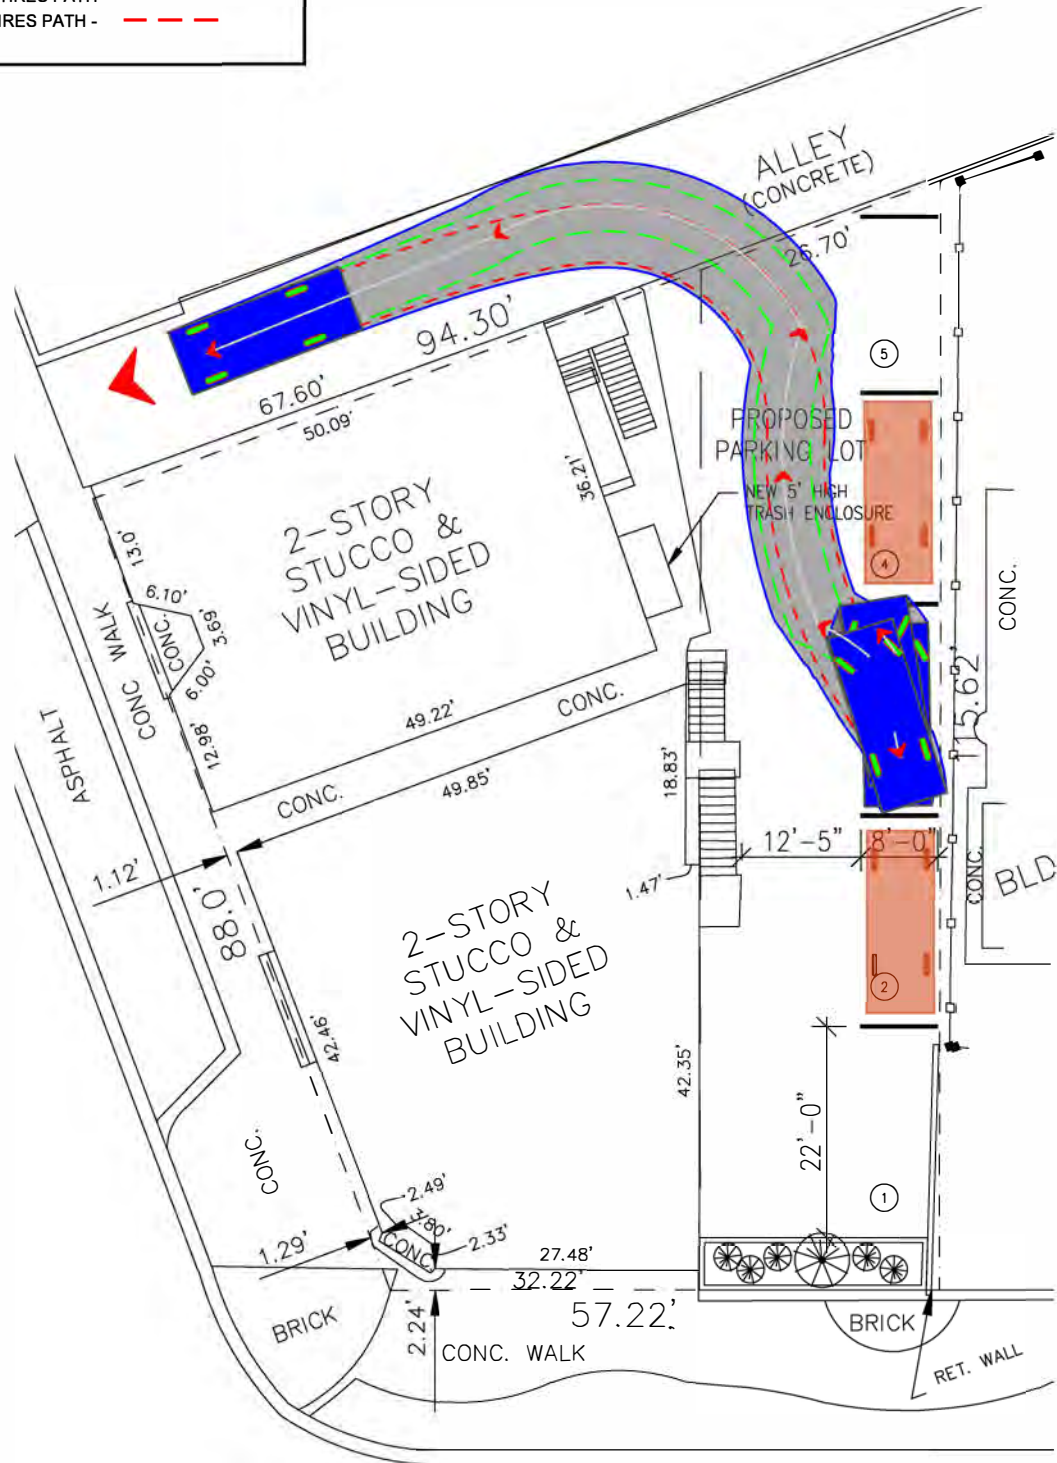 IRES PATH -
ALLEY
(CONCRETE)
26.70'
94.30'
67.60'
50.09'
5
PROPOSED
PARKING LOT
NEW 5' HIGH
TRASH ENCLOSURE
36.21'
4
2-STORY
STUCCO &
VINYL-SIDED
BUILDING
13.0'
6.10'
CONC.
3.69'
6.00'
CONC WALK
12.98'
ASPHALT
CONC.
15.62'
49.22'
CONC.
CONC.
49.85'
18.83'
12'-5"
8'-0"
CONC.
BLD
1.12'
88.0'
1.47'
2-STORY
STUCCO &
VINYL-SIDED
BUILDING
2
42.46'
42.35'
22'-0"
CONC.
1
2.49'
3.80'
CONC.
2.33'
1.29'
27.48'
32.22'
57.22'
BRICK
2.24'
CONC. WALK
BRICK
RET. WALL